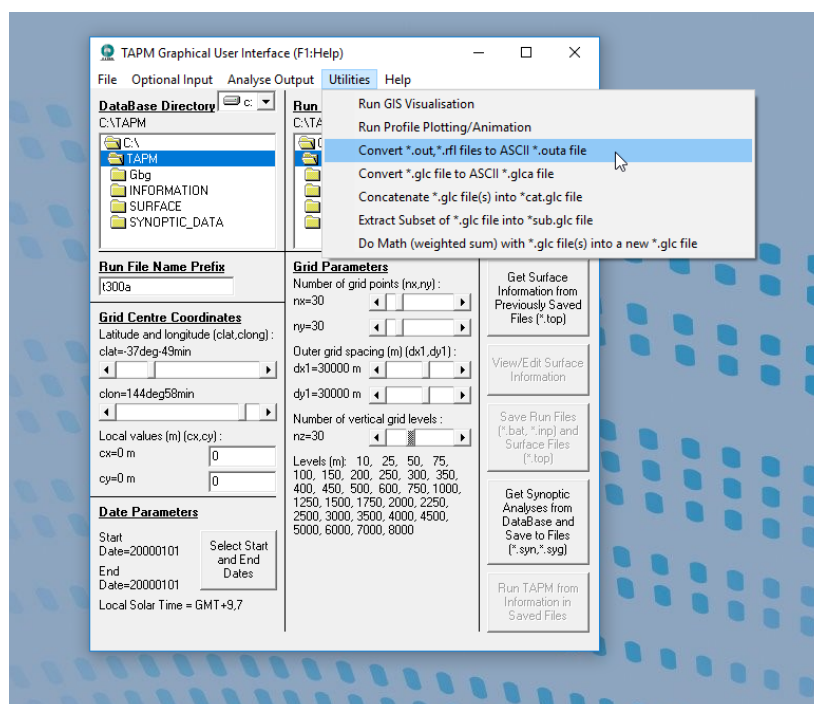 TAPM Graphical User Interface (F1:Help)
File Optional Input Analyse Output Utilities Help
Run GIS Visualisation
Run Profile Plotting/Animation
Convert *.out,*.rfl files to ASCII *.outa file
Convert *.glc file to ASCII *.glca file
Concatenate *.glc file(s) into *cat.glc file
Extract Subset of *.glc file into *sub.glc file
Do Math (weighted sum) with *.glc file(s) into a new *.glc file
DataBase Directory
c:
C:\TAPM
C:\
TAPM
Gbg
INFORMATION
SURFACE
SYNOPTIC_DATA
Run
C:\TA
Run File Name Prefix
t300a
Grid Centre Coordinates
Latitude and longitude (clat,clong) :
clat=-37deg-49min
clon=144deg58min
Local values (m) (cx,cy) :
cx=0 m
0
cy=0 m
0
Date Parameters
Start
Date=20000101
End
Date=20000101
Select Start
and End
Dates
Local Solar Time = GMT+9,7
Grid Parameters
Number of grid points (nx,ny) :
nx=30
ny=30
Outer grid spacing (m) (dx1,dy1) :
dx1=30000 m
dy1=30000 m
Number of vertical grid levels :
nz=30
Levels (m): 10, 25, 50, 75,
100, 150, 200, 250, 300, 350,
400, 450, 500, 600, 750, 1000,
1250, 1500, 1750, 2000, 2250,
2500, 3000, 3500, 4000, 4500,
5000, 6000, 7000, 8000
Get Surface
Information from
Previously Saved
Files (*.top)
View/Edit Surface
Information
Save Run Files
(*.bat, *.inp) and
Surface Files
(*.top)
Get Synoptic
Analyses from
DataBase and
Save to Files
(*.syn,*.syg)
Run TAPM from
Information in
Saved Files